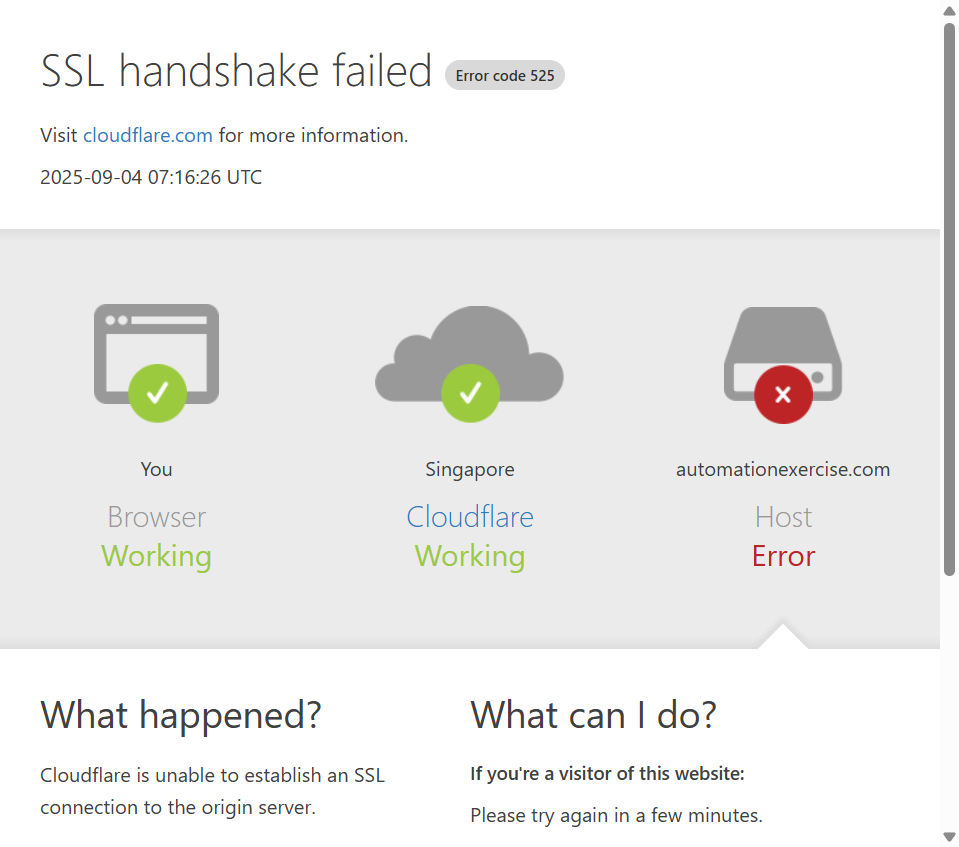 SSL handshake failed Error code 525
Visit cloudflare.com for more information.
2025-09-04 07:16:26 UTC
You
Browser
Working
Singapore
Cloudflare
Working
automationexercise.com
Host
Error
What happened?
Cloudflare is unable to establish an SSL
connection to the origin server.
What can I do?
If you're a visitor of this website:
Please try again in a few minutes.